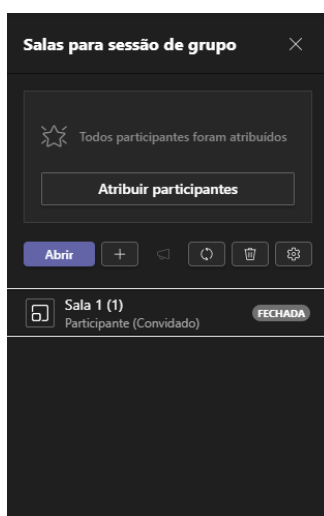 Salas para sessão de grupo
Todos participantes foram atribuídos
Atribuir participantes
Abrir
Sala 1 (1)
Participante (Convidado)
FECHADA